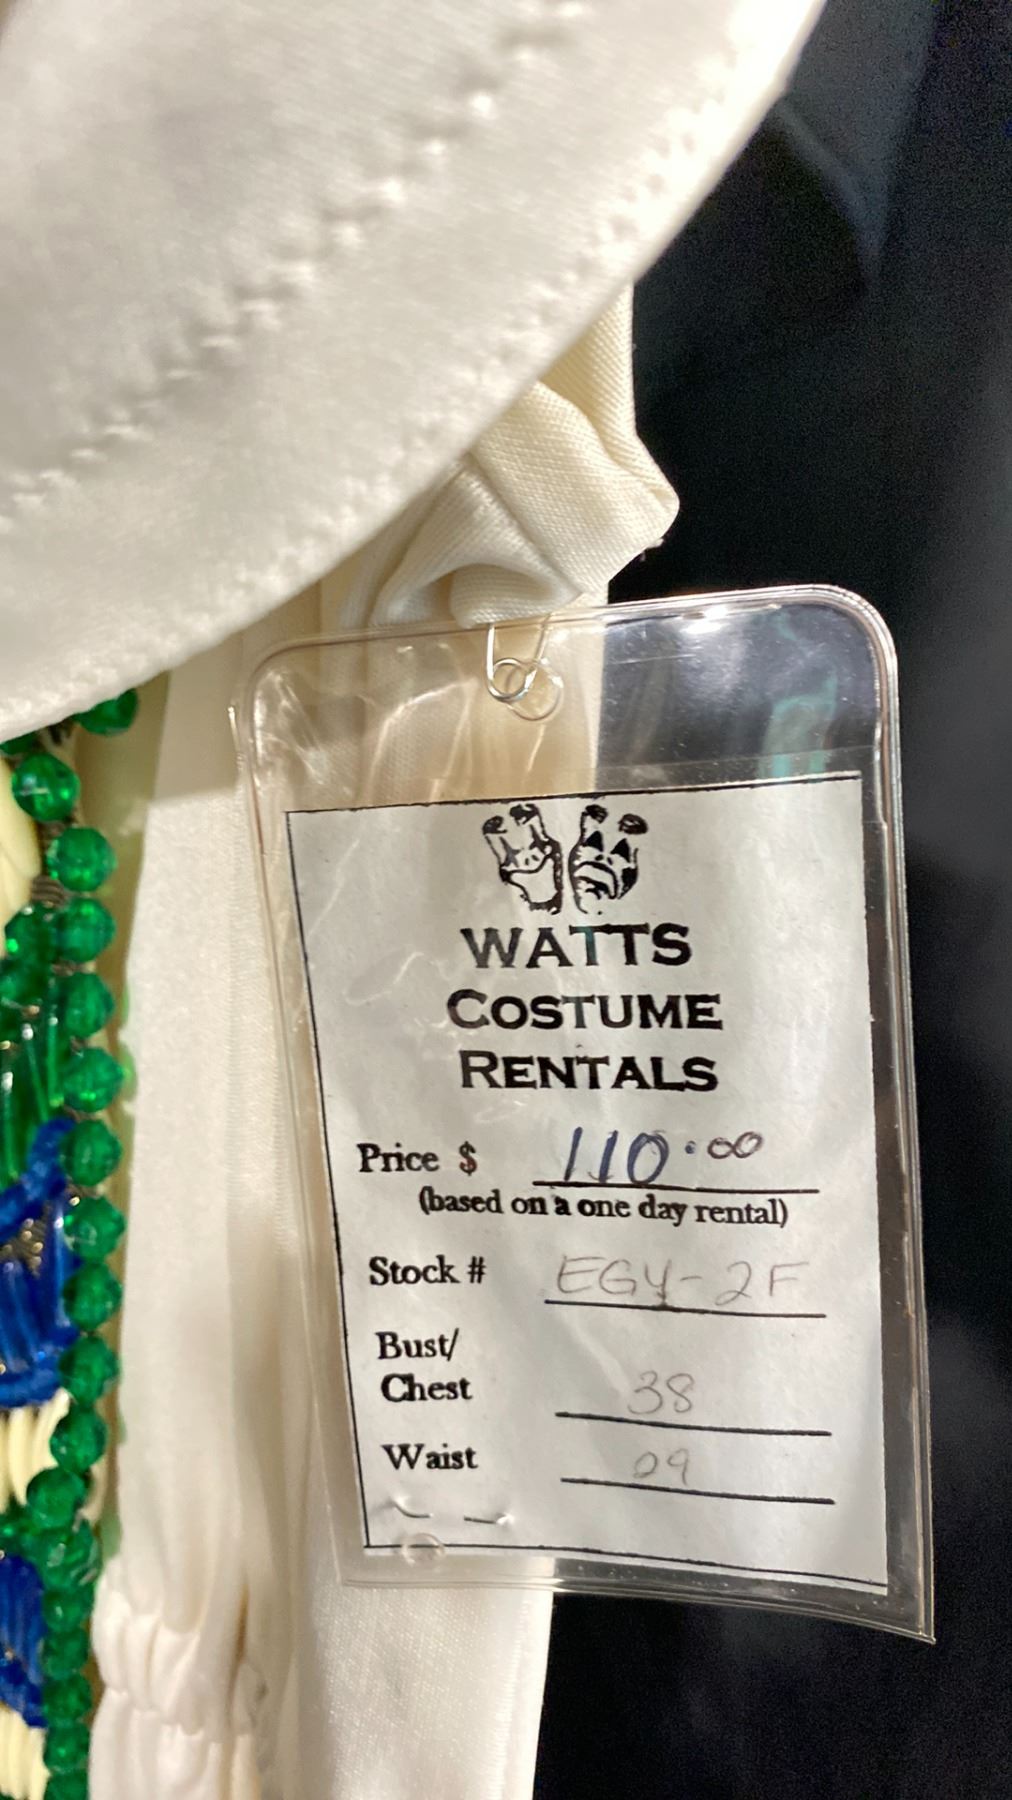 WATTS
COSTUME
RENTALS
Price $ 110.00
(based on a one day rental)
Stock # EGY-2F
Bust/
Chest 38
Waist 29